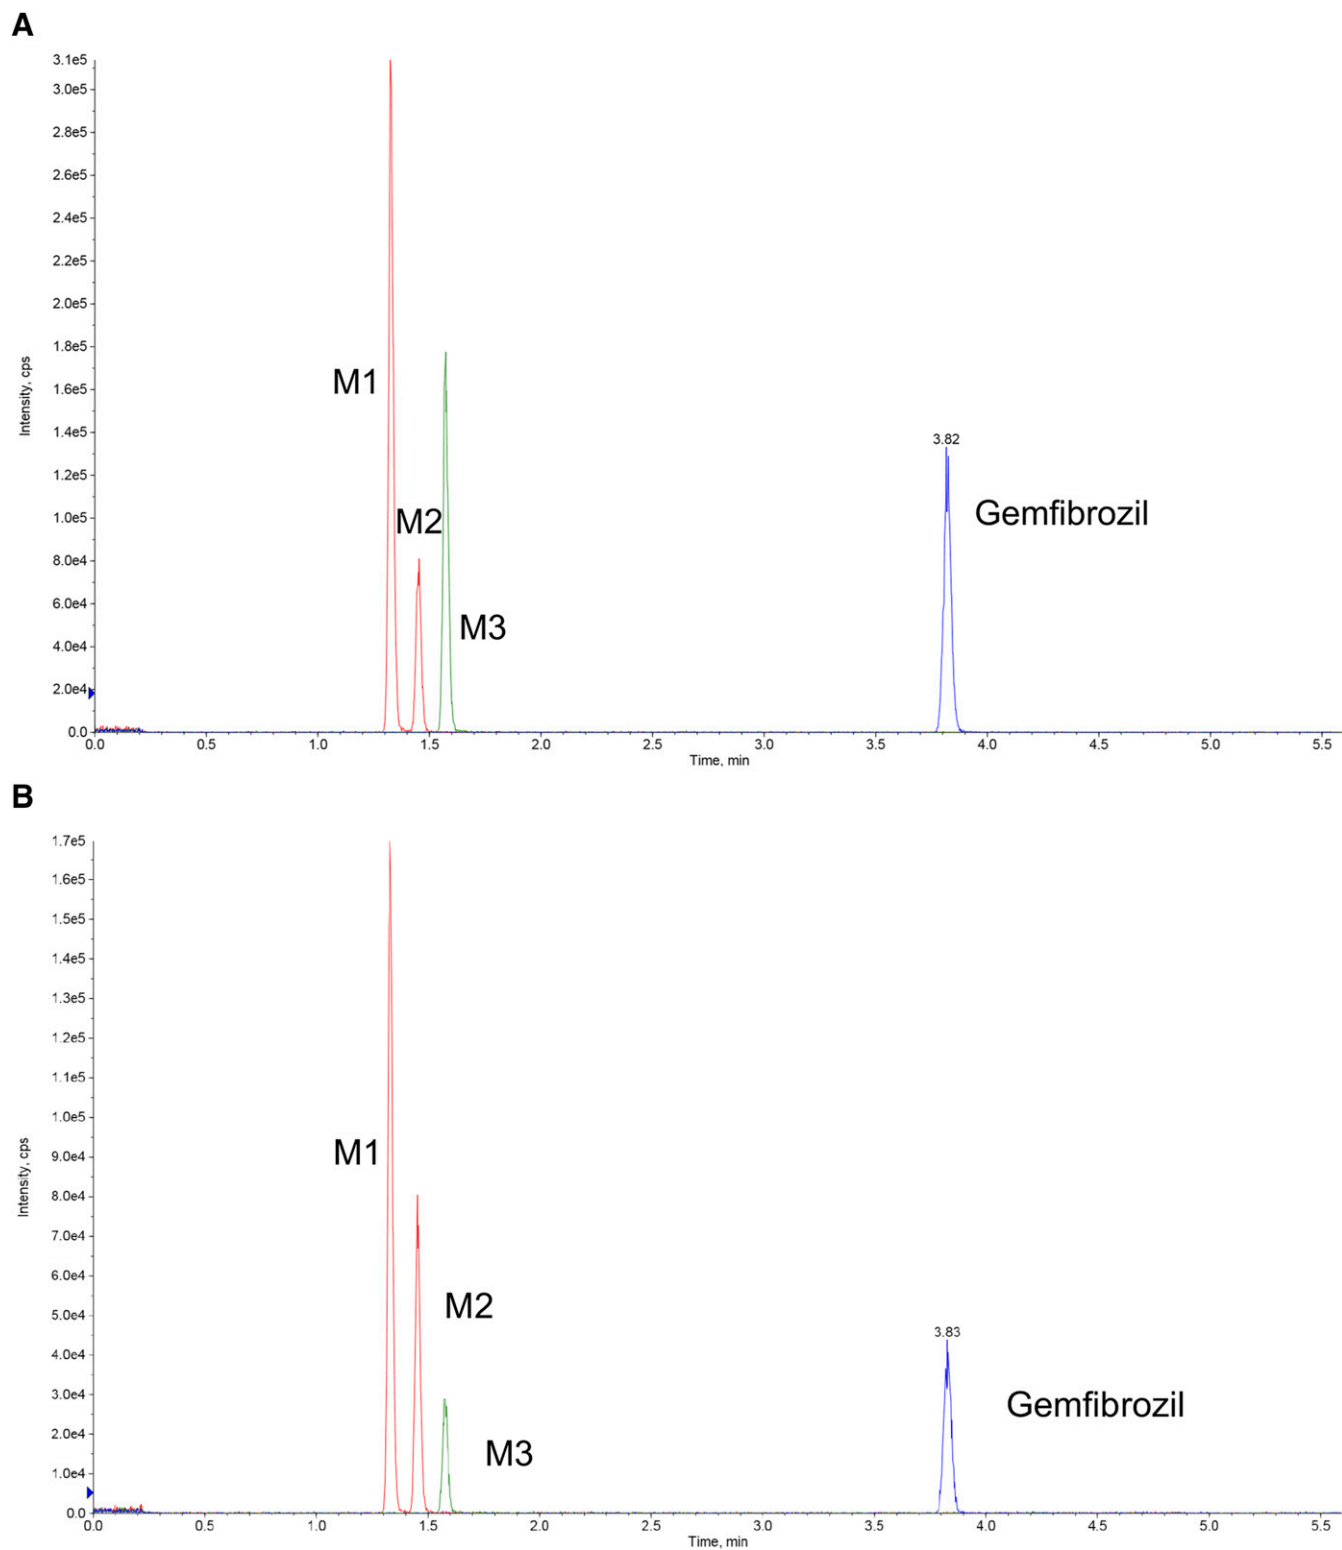 A
3.1e5
3.0e5
2.8e5
2.6e5
2.4e5
2.2e5
2.0e5
1.8e5
1.6e5
1.4e5
1.2e5
1.0e5
8.0e4
6.0e4
4.0e4
2.0e4
0.0
Intensity, cps
M1
M2
M3
3.82
Gemfibrozil
0.0 0.5 1.0 1.5 2.0 2.5 3.0 3.5 4.0 4.5 5.0 5.5
Time, min
B
1.7e5
1.6e5
1.5e5
1.4e5
1.3e5
1.2e5
1.1e5
1.0e5
9.0e4
8.0e4
7.0e4
6.0e4
5.0e4
4.0e4
3.0e4
2.0e4
1.0e4
0.0
Intensity, cps
M1
M2
M3
3.83
Gemfibrozil
0.0 0.5 1.0 1.5 2.0 2.5 3.0 3.5 4.0 4.5 5.0 5.5
Time, min